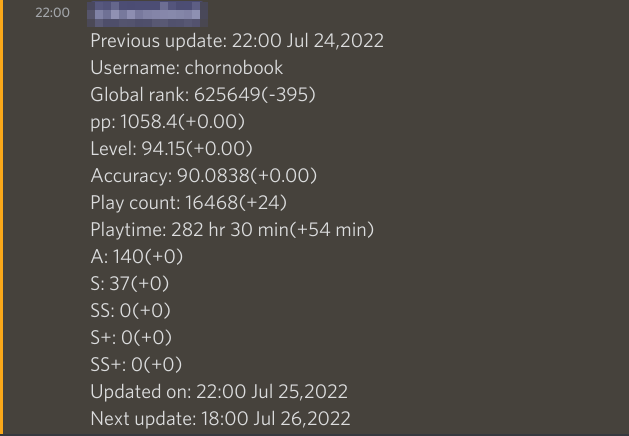 22:00
Previous update: 22:00 Jul 24,2022
Username: chornobook
Global rank: 625649(-395)
pp: 1058.4(+0.00)
Level: 94.15(+0.00)
Accuracy: 90.0838(+0.00)
Play count: 16468(+24)
Playtime: 282 hr 30 min(+54 min)
A: 140(+0)
S: 37(+0)
SS: 0(+0)
S+: 0(+0)
SS+: 0(+0)
Updated on: 22:00 Jul 25,2022
Next update: 18:00 Jul 26,2022